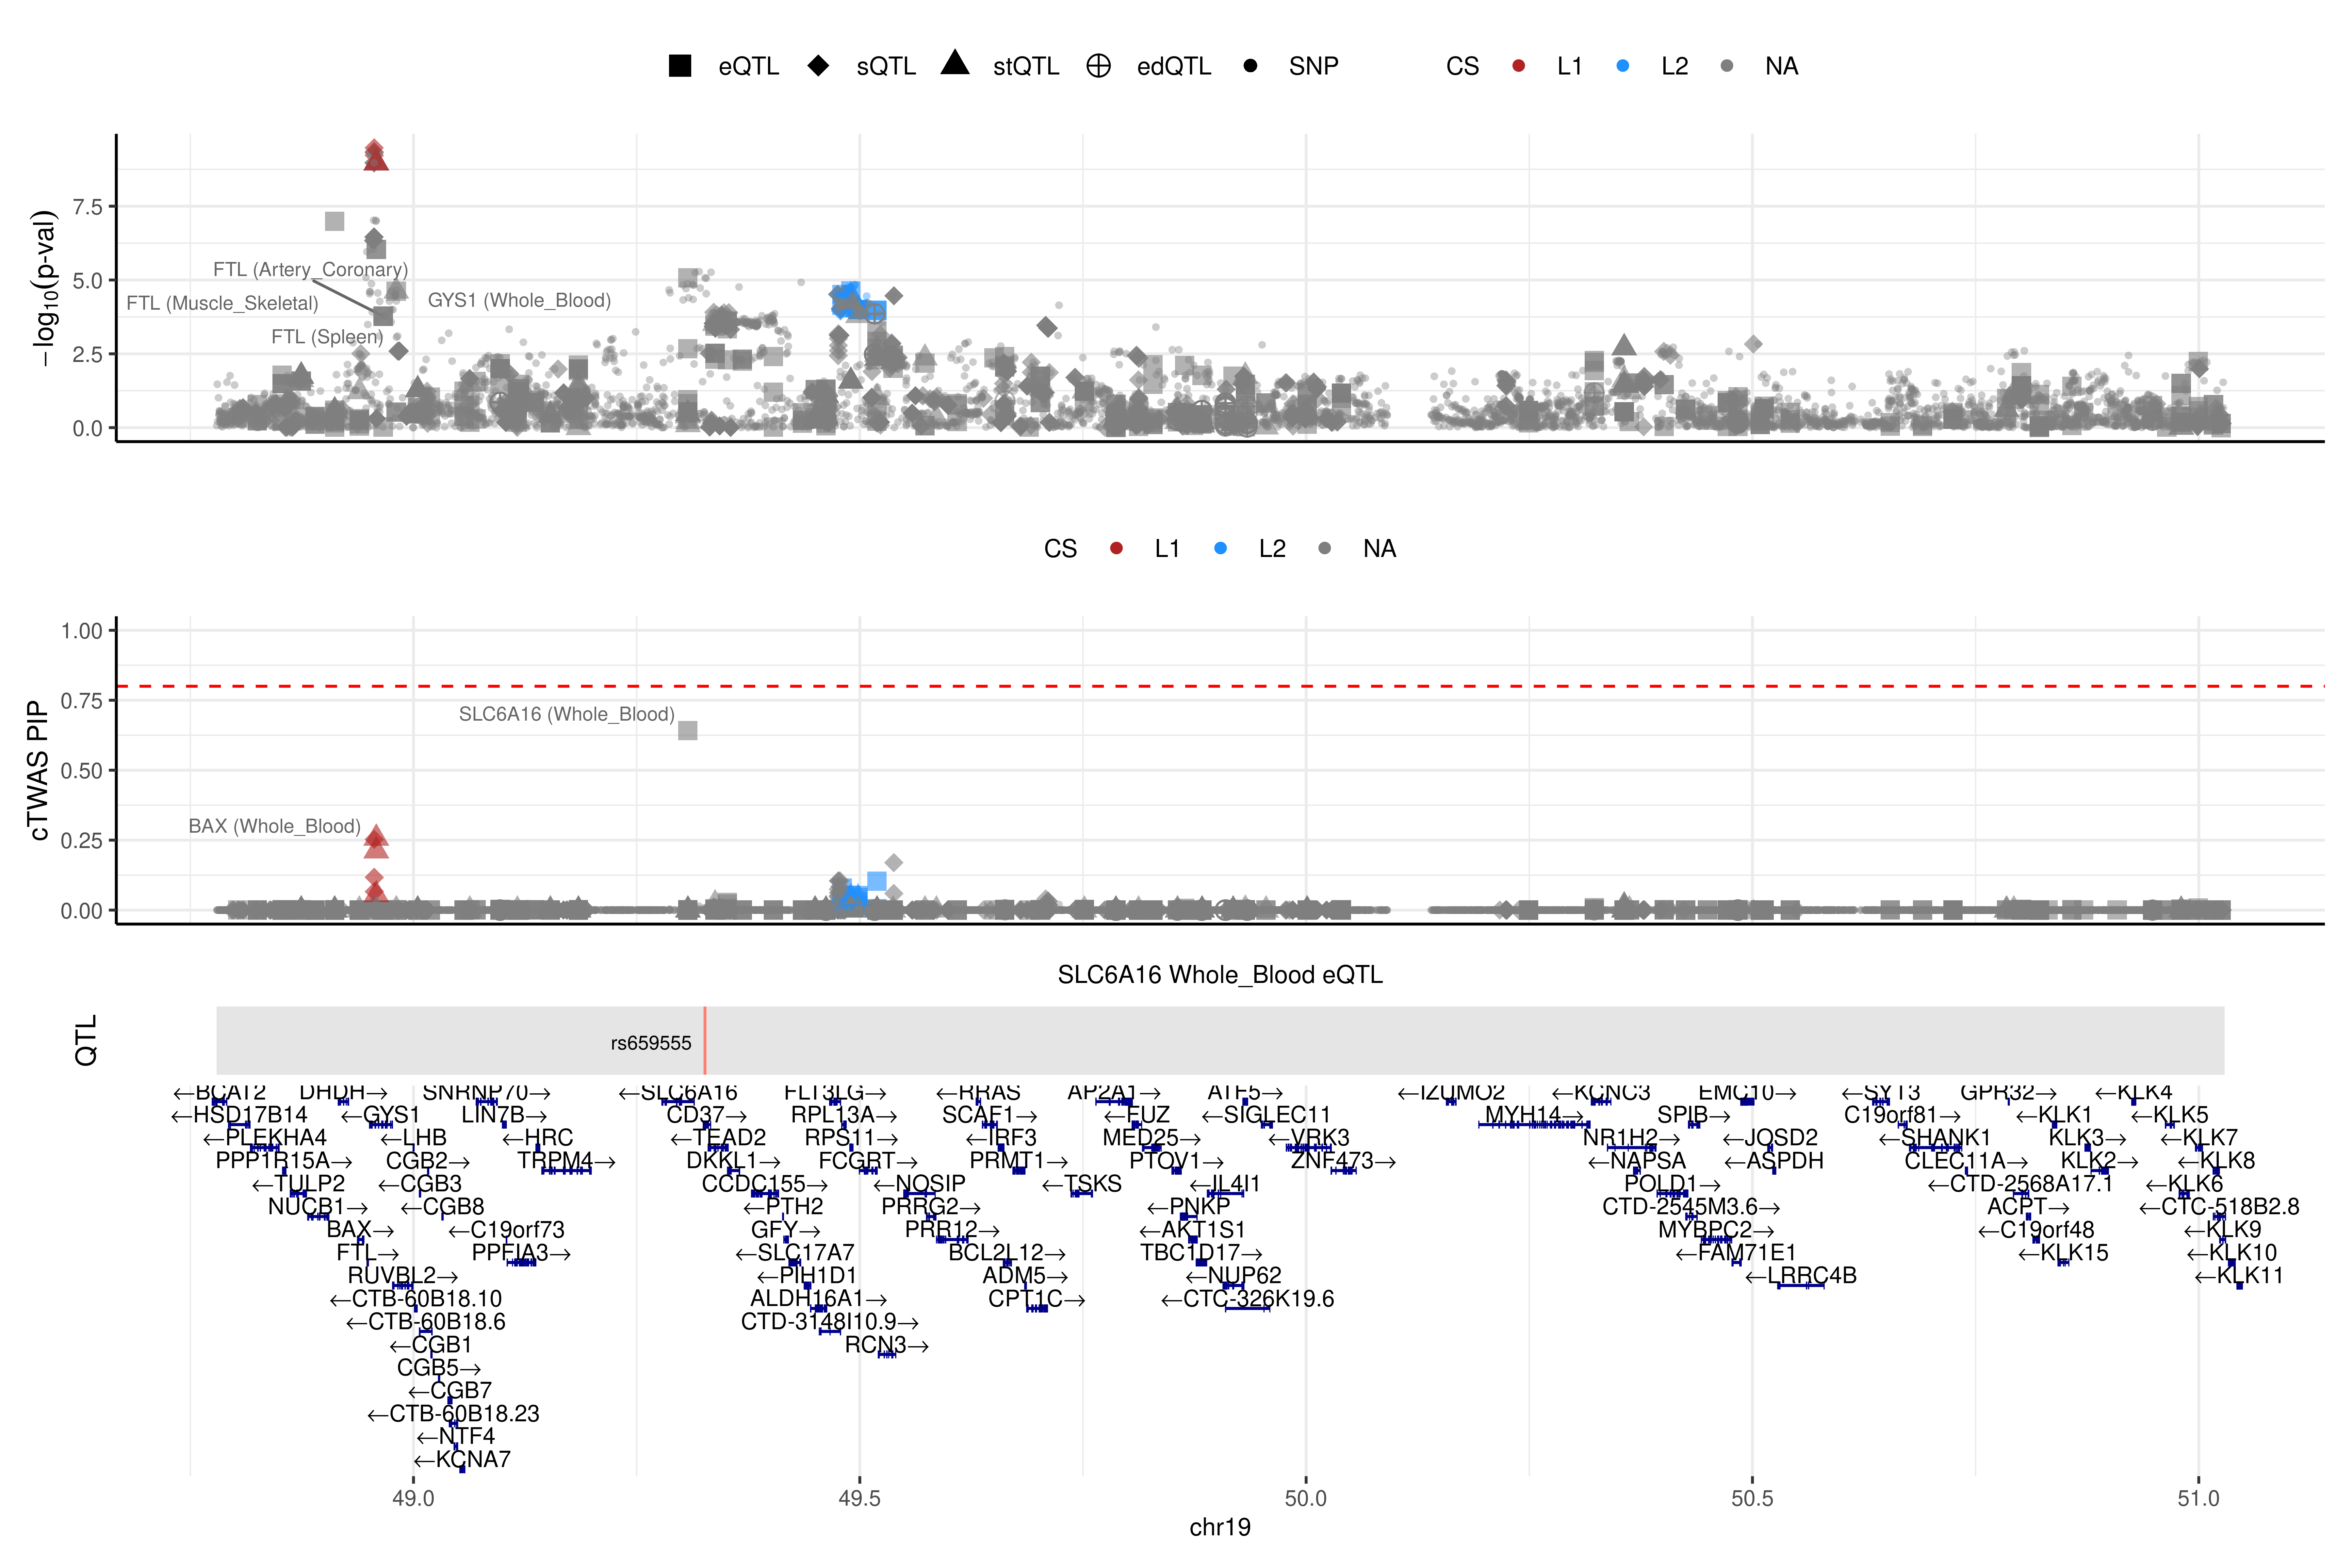 eQTL sQTL stQTL edQTL SNP CS L1 L2 NA
−log10(p-val)
7.5
5.0
2.5
0.0
FTL (Artery_Coronary)
FTL (Muscle_Skeletal)
GYS1 (Whole_Blood)
FTL (Spleen)
CS L1 L2 NA
cTWAS PIP
1.00
0.75
0.50
0.25
0.00
SLC6A16 (Whole_Blood)
BAX (Whole_Blood)
SLC6A16 Whole_Blood eQTL
QTL
rs659555
←BCAT2 DHDH→ SNRNP70→ ←SLC6A16 FLT3LG→ ←RRAS AP2A1→ ATF5→ ←IZUMO2 ←KCNC3 EMC10→ ←SYT3 GPR32→ ←KLK4
←HSD17B14 ←GYS1 LIN7B→ CD37→ RPL13A→ SCAF1→ ←FUZ ←SIGLEC11 MYH14→ SPIB→ C19orf81→ ←KLK1 ←KLK5
←PLEKHA4 ←LHB ←HRC ←TEAD2 RPS11→ ←IRF3 MED25→ ←VRK3 NR1H2→ ←JOSD2 ←SHANK1 KLK3→ ←KLK7
PPP1R15A→ CGB2→ TRPM4→ DKKL1→ FCGRT→ PRMT1→ PTOV1→ ZNF473→ ←NAPSA ←ASPDH CLEC11A→ KLK2→ ←KLK8
←TULP2 ←CGB3 CCDC155→ ←NOSIP ←TSKS ←IL4I1 POLD1→ ←CTD-2568A17.1 ←KLK6
NUCB1→ ←CGB8 ←PTH2 PRRG2→ ←PNKP CTD-2545M3.6→ ACPT→ ←CTC-518B2.8
BAX→ ←C19orf73 GFY→ PRR12→ ←AKT1S1 MYBPC2→ ←C19orf48 ←KLK9
FTL→ PPFIA3→ ←SLC17A7 BCL2L12→ TBC1D17→ ←FAM71E1 ←KLK15 ←KLK10
RUVBL2→ ←PIH1D1 ADM5→ ←NUP62 ←LRRC4B ←KLK11
←CTB-60B18.10 ALDH16A1→ CPT1C→ ←CTC-326K19.6
←CTB-60B18.6 CTD-3148I10.9→
←CGB1 RCN3→
CGB5→
←CGB7
←CTB-60B18.23
←NTF4
←KCNA7
49.0 49.5 50.0 50.5 51.0
chr19